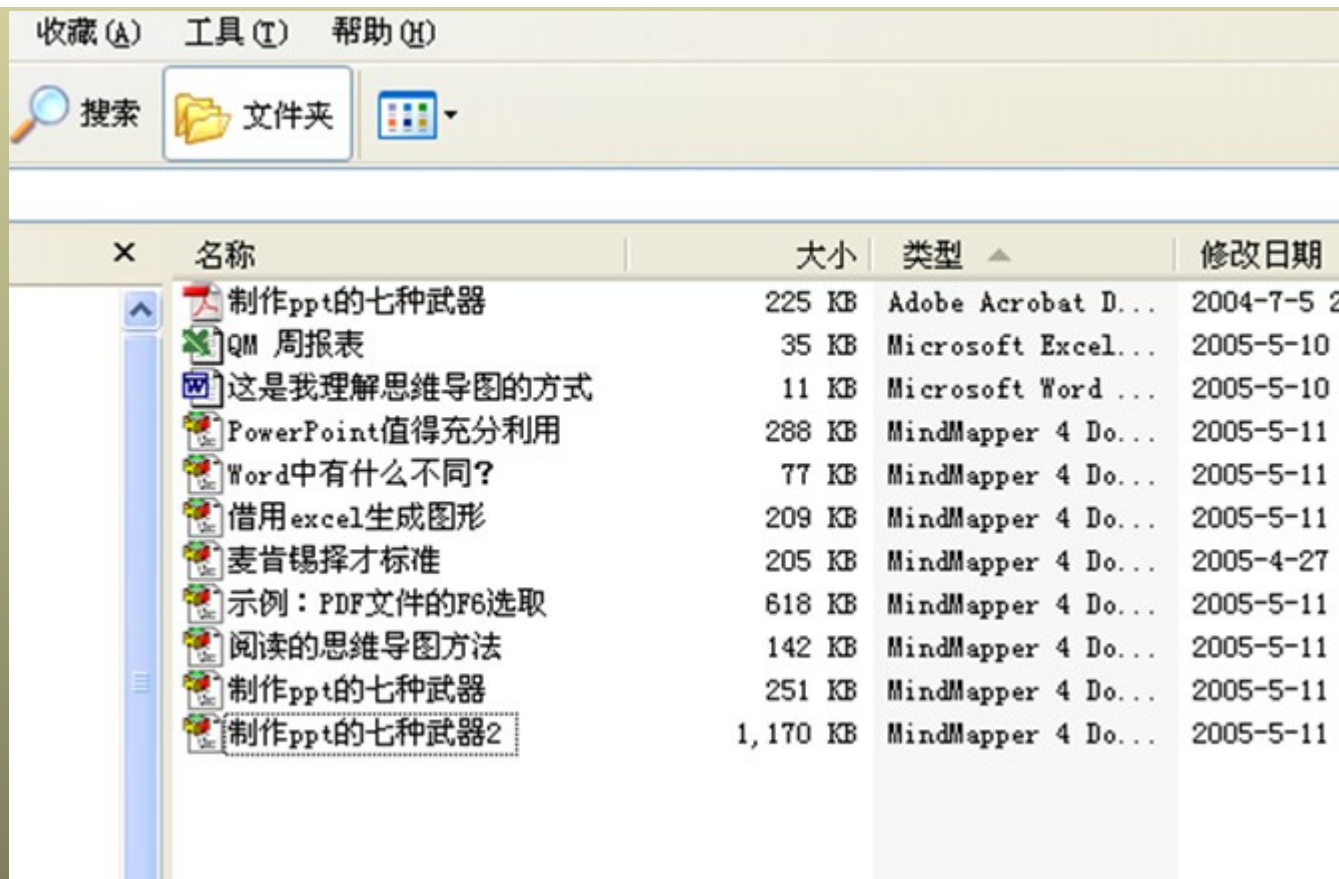 收藏(A) 工具(T) 帮助(H)
搜索 文件夹
名称 大小 类型 修改日期
制作ppt的七种武器 225 KB Adobe Acrobat D... 2004-7-5 2
QM 周报表 35 KB Microsoft Excel... 2005-5-10
这是我理解思维导图的方式 11 KB Microsoft Word ... 2005-5-10
PowerPoint值得充分利用 288 KB MindMapper 4 Do... 2005-5-11
Word中有什么不同? 77 KB MindMapper 4 Do... 2005-5-11
借用excel生成图形 209 KB MindMapper 4 Do... 2005-5-11
麦肯锡择才标准 205 KB MindMapper 4 Do... 2005-4-27
示例：PDF文件的F6选取 618 KB MindMapper 4 Do... 2005-5-11
阅读的思维导图方法 142 KB MindMapper 4 Do... 2005-5-11
制作ppt的七种武器 251 KB MindMapper 4 Do... 2005-5-11
制作ppt的七种武器2 1,170 KB MindMapper 4 Do... 2005-5-11